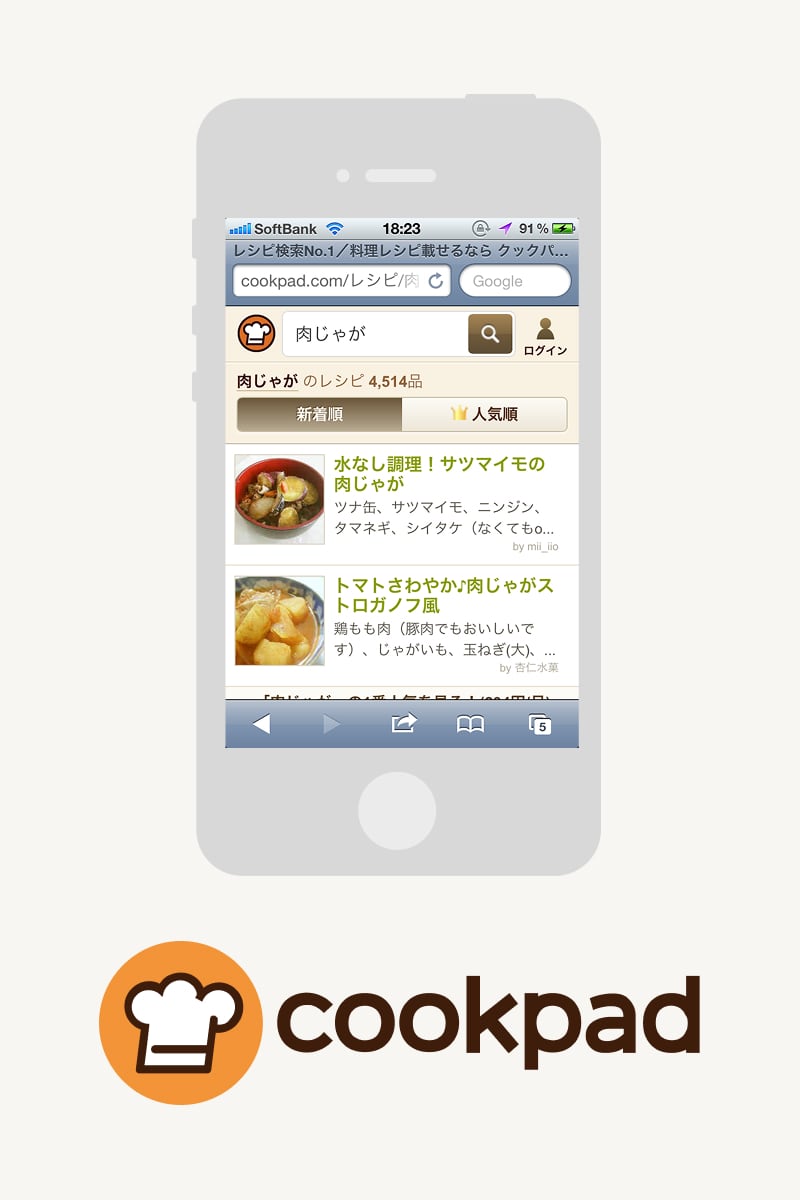 SoftBank 18:23 91%
レシピ検索No.1／料理レシピ載せるなら クックパ...
cookpad.com/レシピ/肉
Google
肉じゃが
ログイン
肉じゃが のレシピ 4,514品
新着順
人気順
水なし調理！サツマイモの
肉じゃが
ツナ缶、サツマイモ、ニンジン、
タマネギ、シイタケ（なくてもo...
by mii_iio
トマトさわやか♪肉じゃがス
トロガノフ風
鶏もも肉（豚肉でもおいしいで
す）、じゃがいも、玉ねぎ(大)、...
by 杏仁水菓
5
cookpad